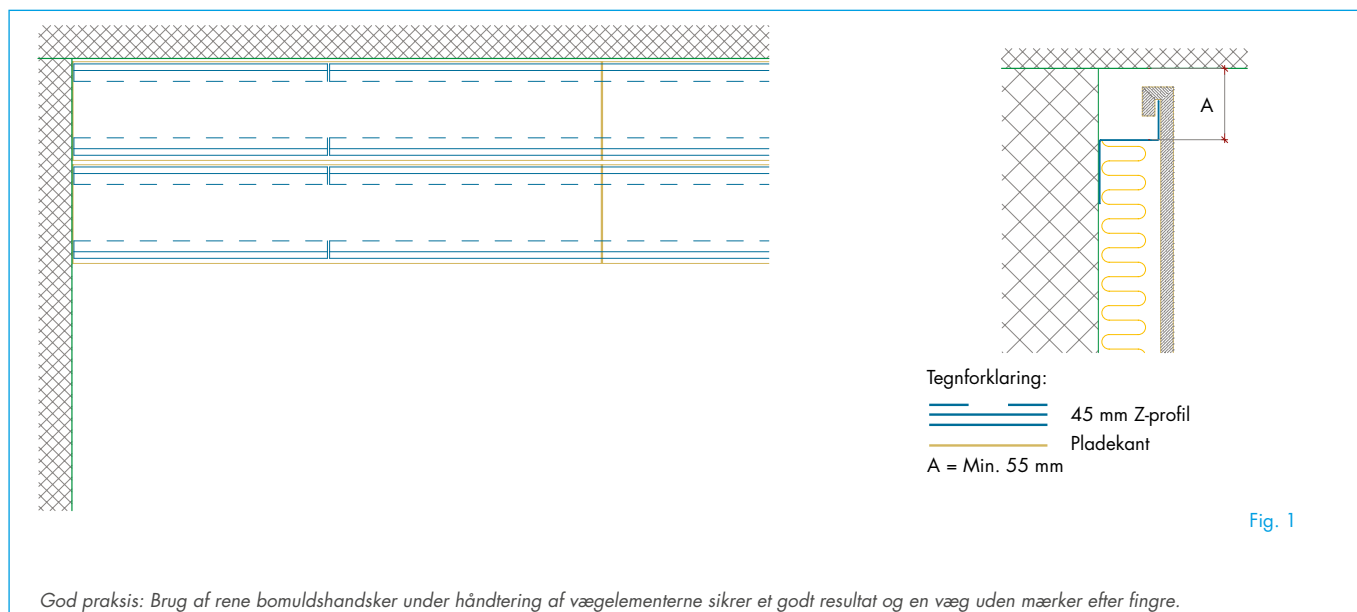 A
Tegnforklaring:
45 mm Z-profil
Pladekant
A = Min. 55 mm
Fig. 1
God praksis: Brug af rene bomuldshandsker under håndtering af vægelementerne sikrer et godt resultat og en væg uden mærker efter fingre.